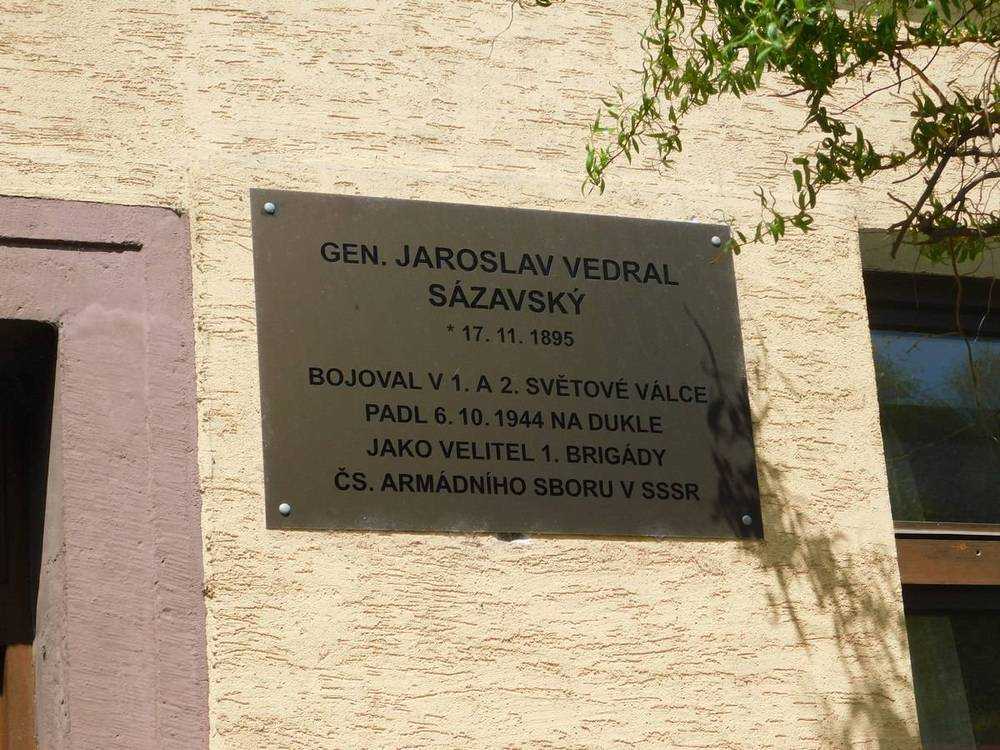 GEN. JAROSLAV VEDRAL
SÁZAVSKÝ
* 17. 11. 1895
BOJOVAL V 1. A 2. SVĚTOVÉ VÁLCE
PADL 6. 10. 1944 NA DUKLE
JAKO VELITEL 1. BRIGÁDY
ČS. ARMÁDNÍHO SBORU V SSSR